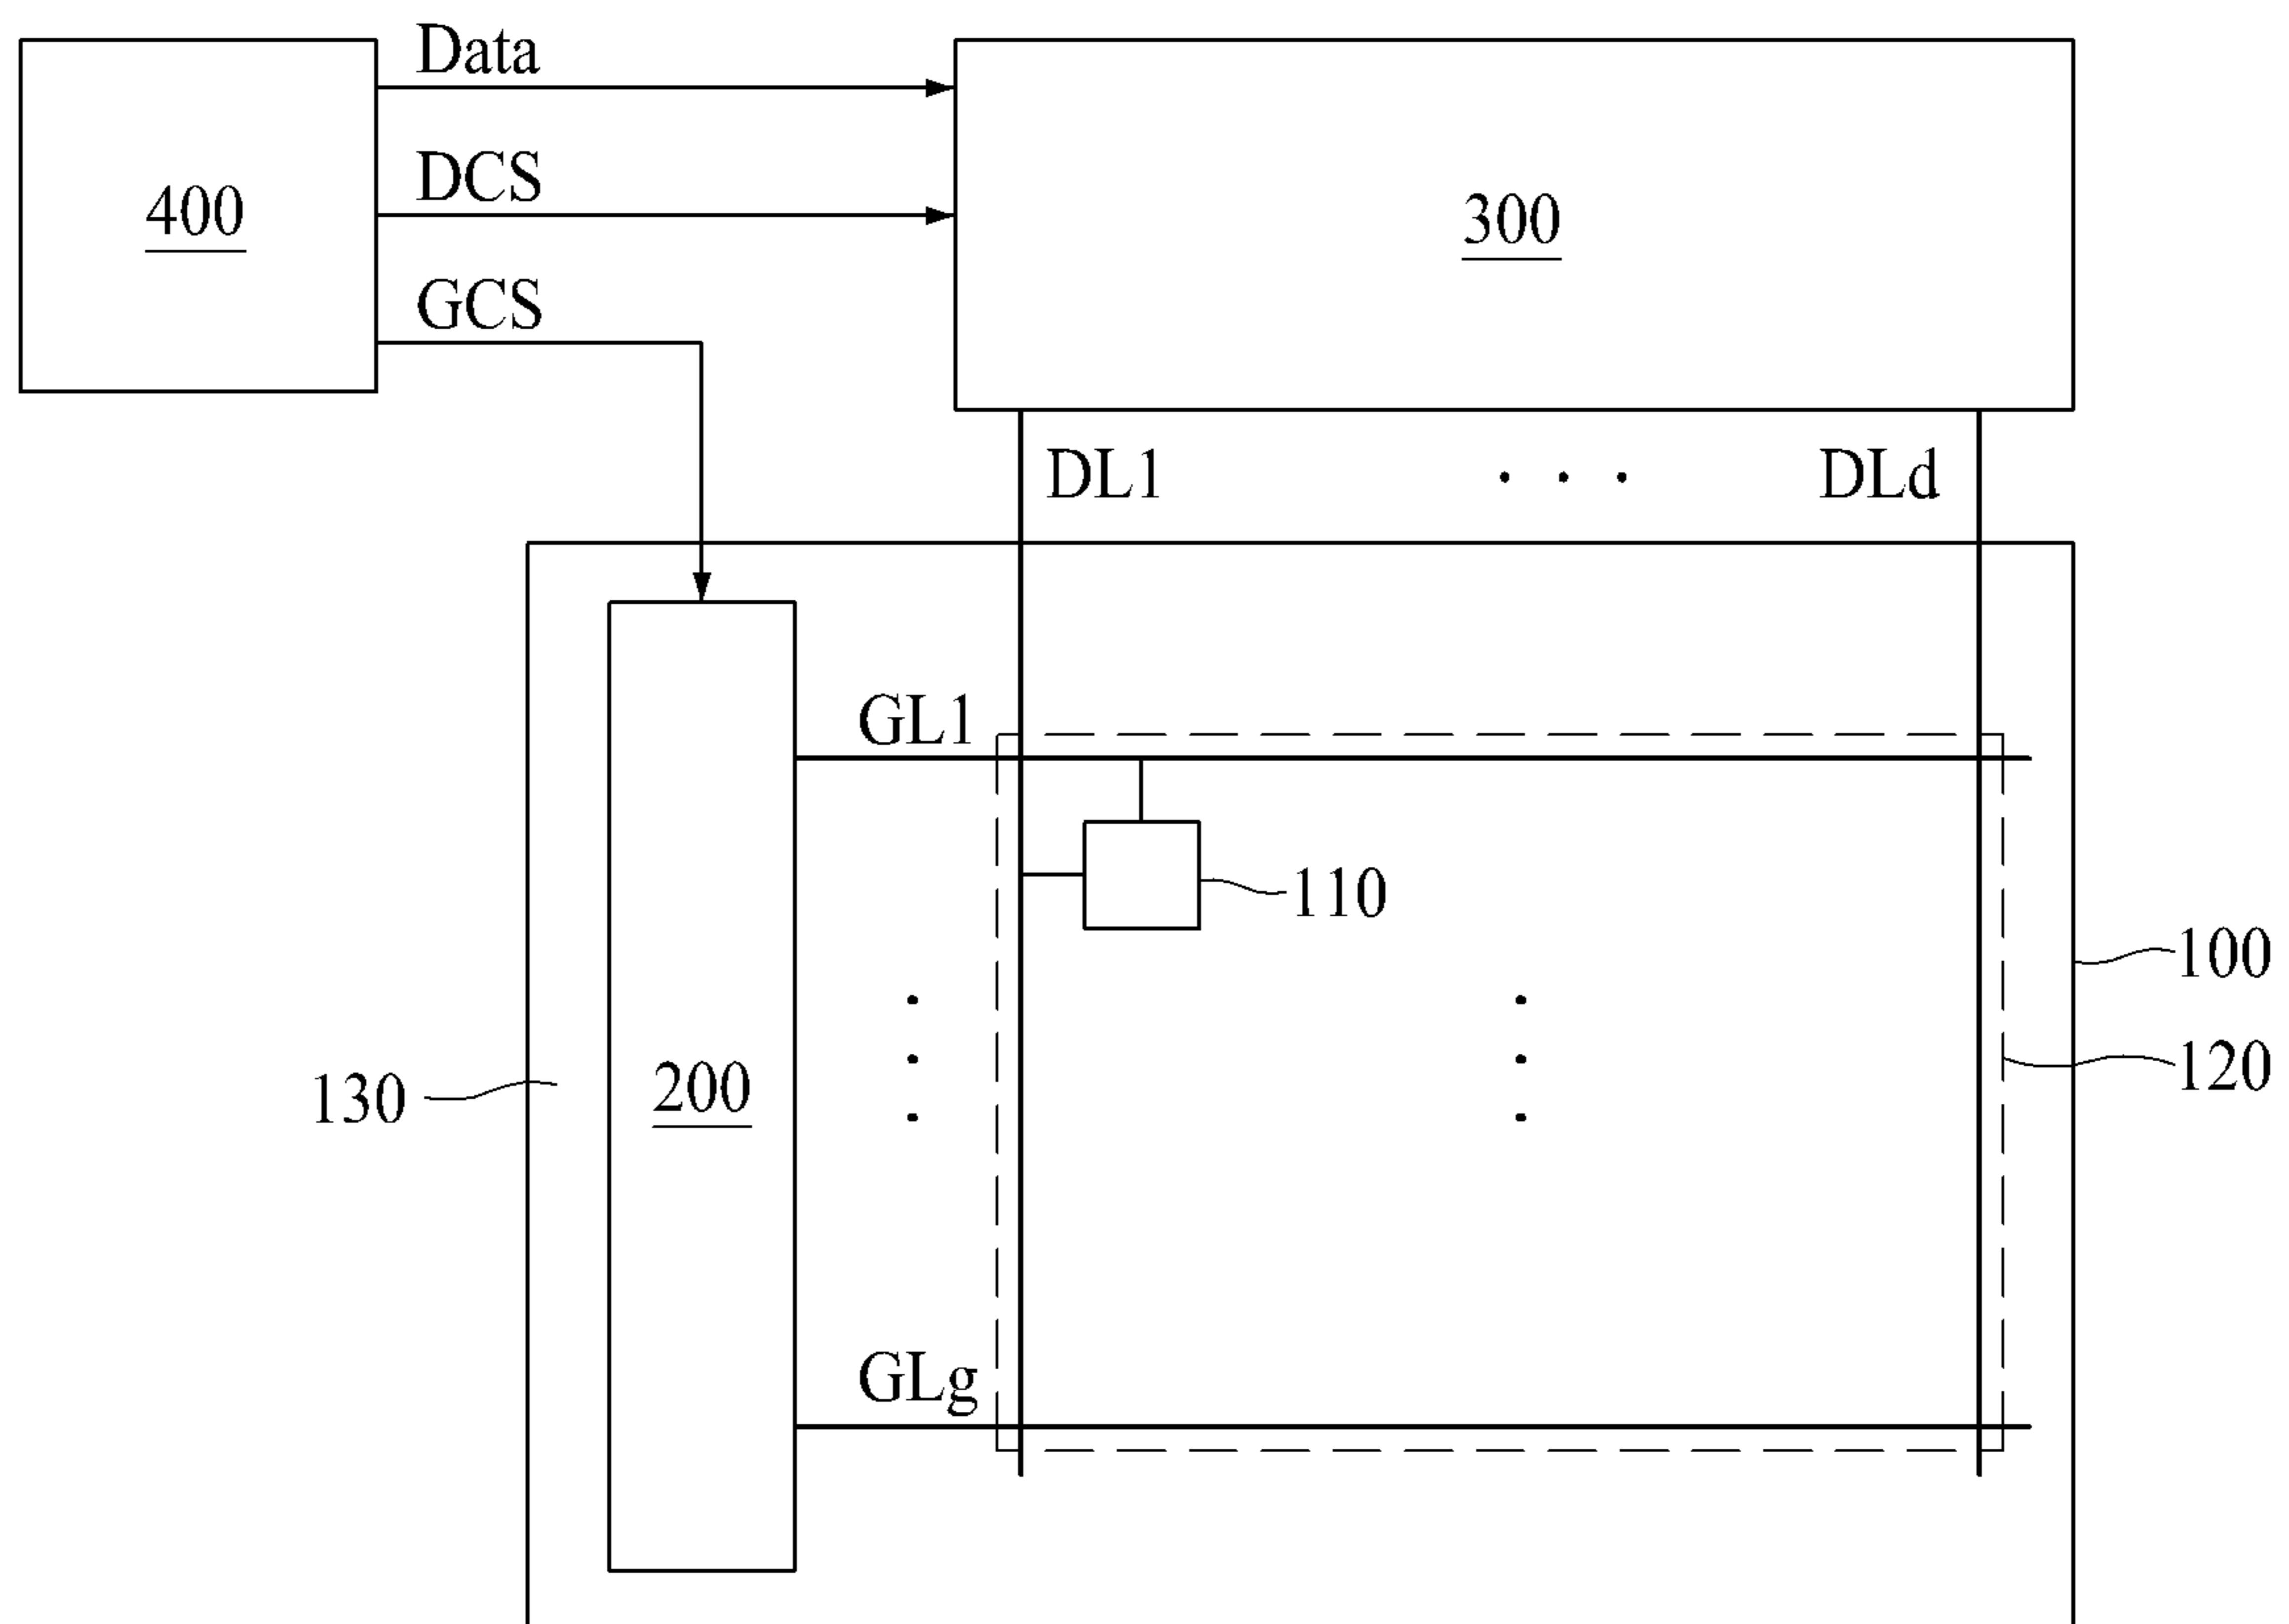 Data
DCS
GCS
400
300
DL1 . . . DLd
GL1
110
100
120
130
200
GLg